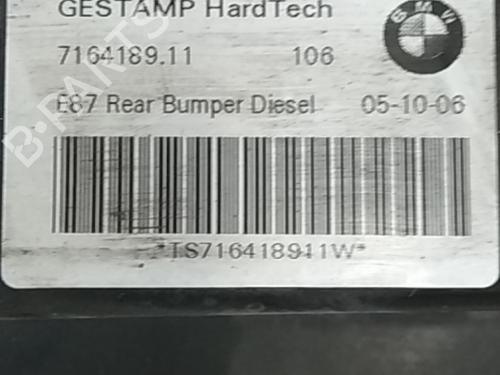 GESTAMP HardTech
BMW
7164189.11 106
E87 Rear Bumper Diesel 05-10-06
*TS716418911W*
B-PARTS